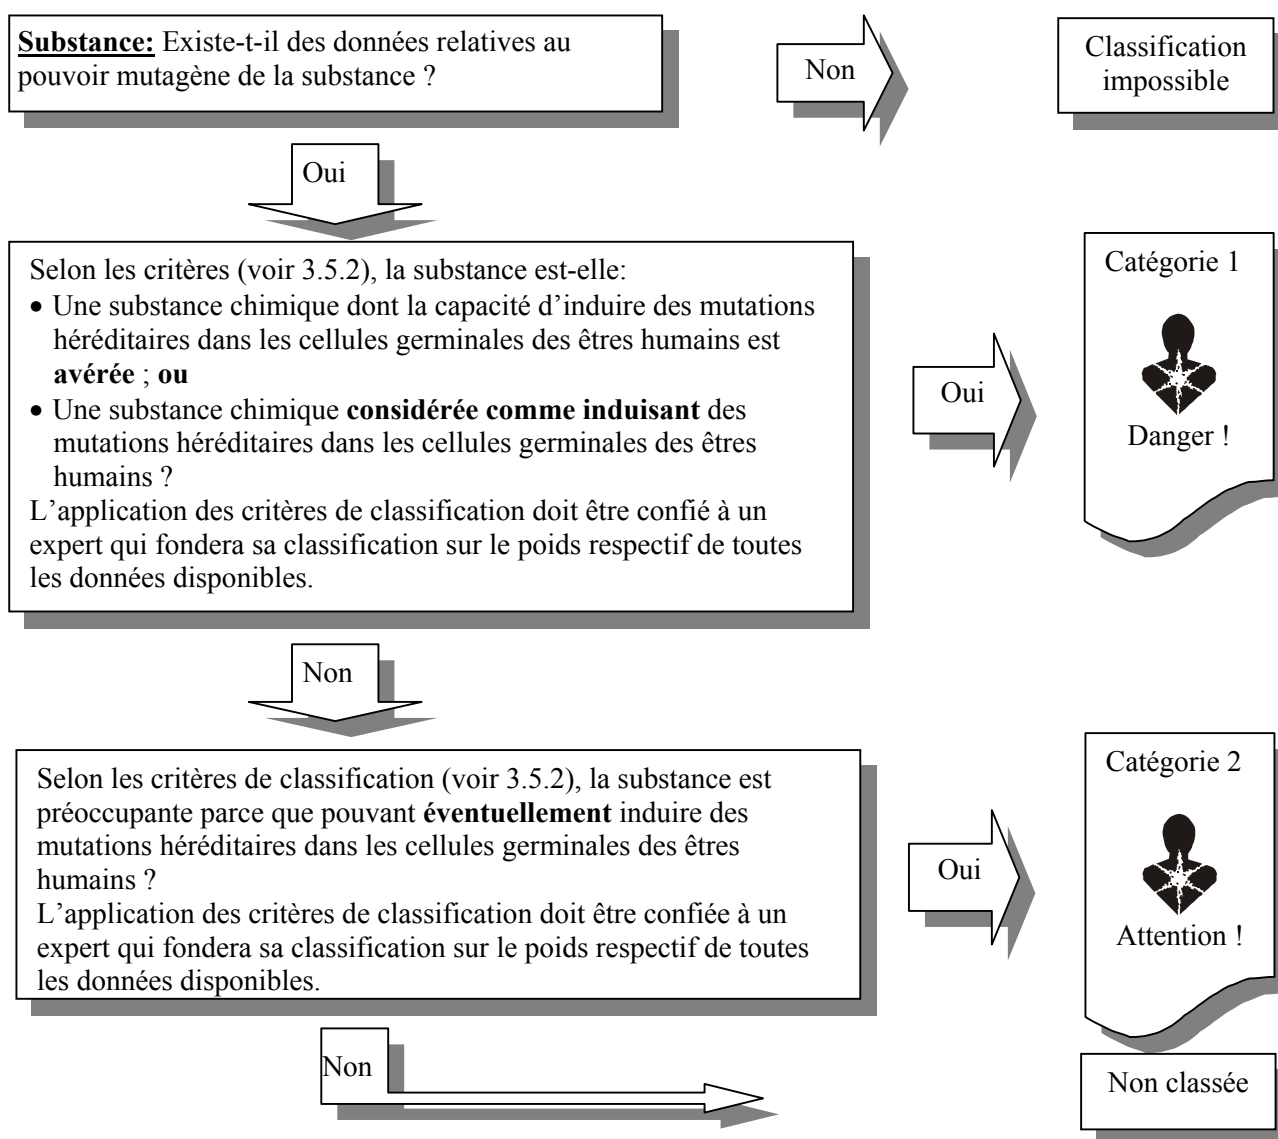 Substance: Existe-t-il des données relatives au
pouvoir mutagène de la substance ?
Non
Classification
impossible
Oui
Selon les critères (voir 3.5.2), la substance est-elle:
• Une substance chimique dont la capacité d’induire des mutations
héréditaires dans les cellules germinales des êtres humains est
avérée ; ou
• Une substance chimique considérée comme induisant des
mutations héréditaires dans les cellules germinales des êtres
humains ?
L’application des critères de classification doit être confié à un
expert qui fondera sa classification sur le poids respectif de toutes
les données disponibles.
Oui
Catégorie 1
Danger !
Non
Selon les critères de classification (voir 3.5.2), la substance est
préoccupante parce que pouvant éventuellement induire des
mutations héréditaires dans les cellules germinales des êtres
humains ?
L’application des critères de classification doit être confiée à un
expert qui fondera sa classification sur le poids respectif de toutes
les données disponibles.
Oui
Catégorie 2
Attention !
Non
Non classée